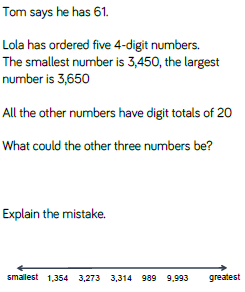 Tom says he has 61.
Lola has ordered five 4-digit numbers.
The smallest number is 3,450, the largest
number is 3,650
All the other numbers have digit totals of 20
What could the other three numbers be?
Explain the mistake.
smallest 1,354 3,273 3,314 989 9,993 greatest